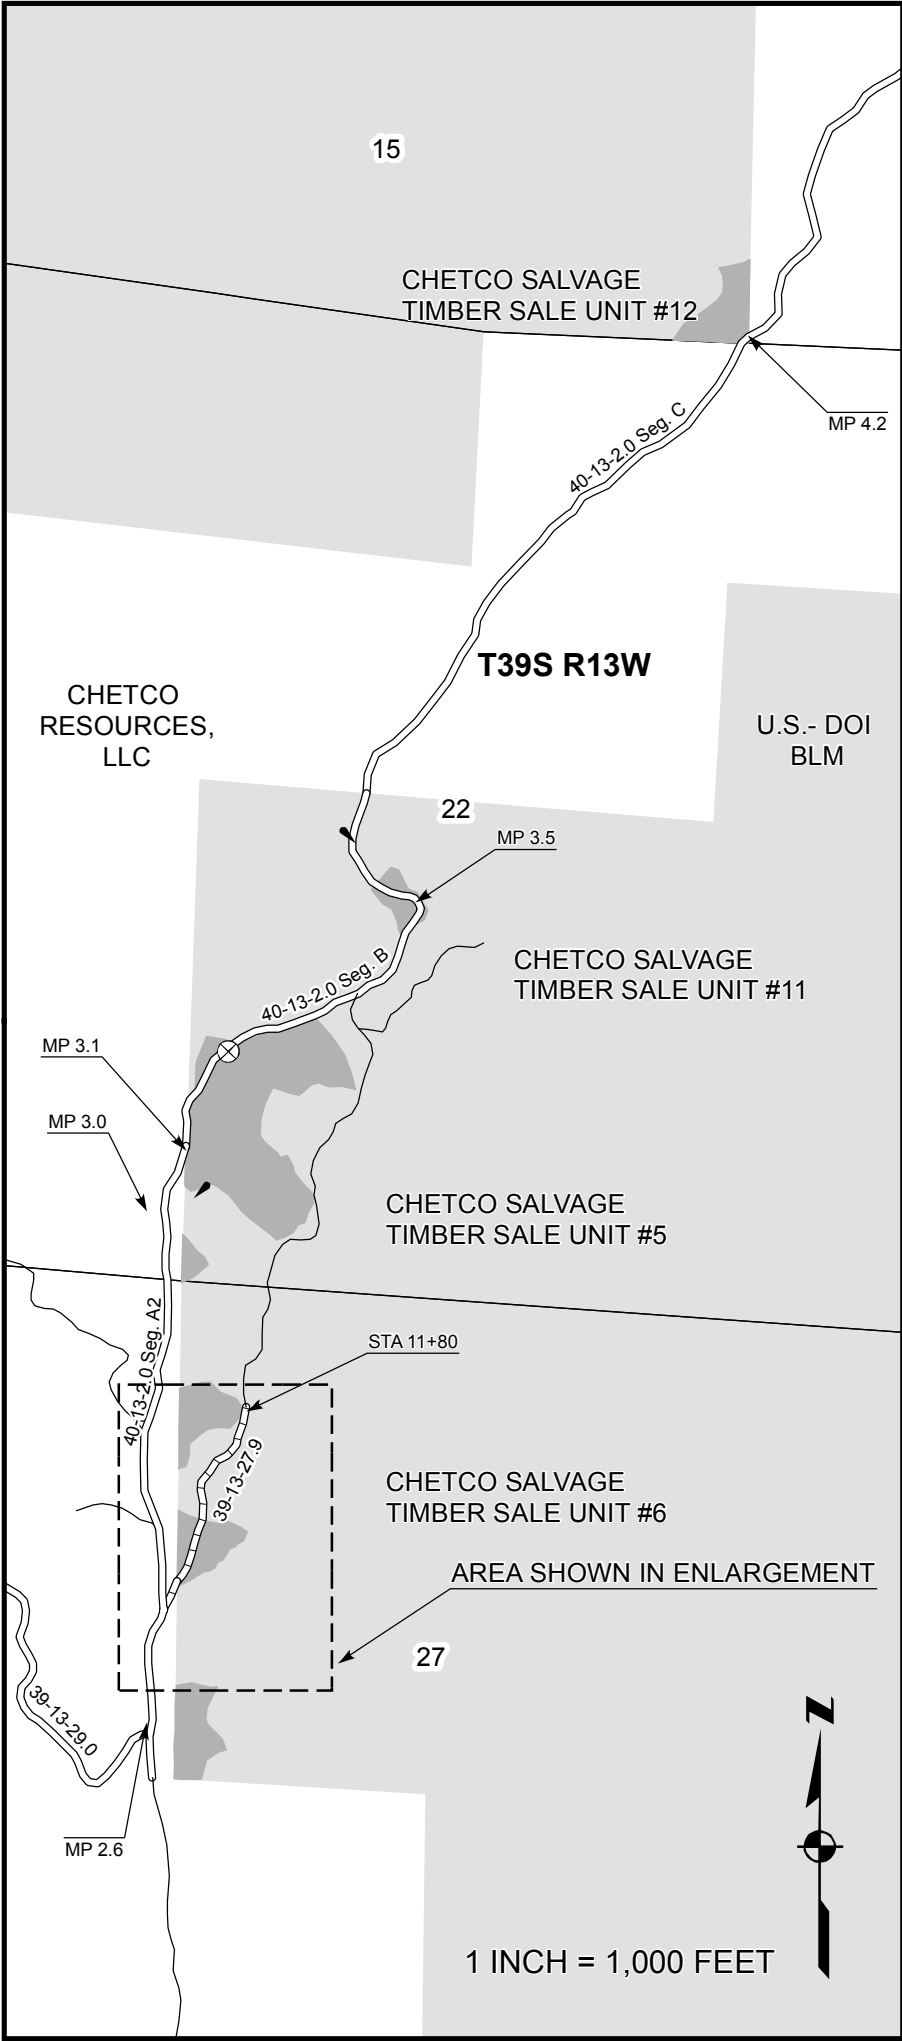 15
CHETCO SALVAGE
TIMBER SALE UNIT #12
MP 4.2
40-13-2.0 Seg. C
T39S R13W
CHETCO
RESOURCES,
LLC
U.S.- DOI
BLM
22
MP 3.5
CHETCO SALVAGE
TIMBER SALE UNIT #11
40-13-2.0 Seg. B
MP 3.1
MP 3.0
CHETCO SALVAGE
TIMBER SALE UNIT #5
40-13-2.0 Seg. A2
STA 11+80
39-13-27.9
CHETCO SALVAGE
TIMBER SALE UNIT #6
AREA SHOWN IN ENLARGEMENT
27
39-13-29.0
N
MP 2.6
1 INCH = 1,000 FEET